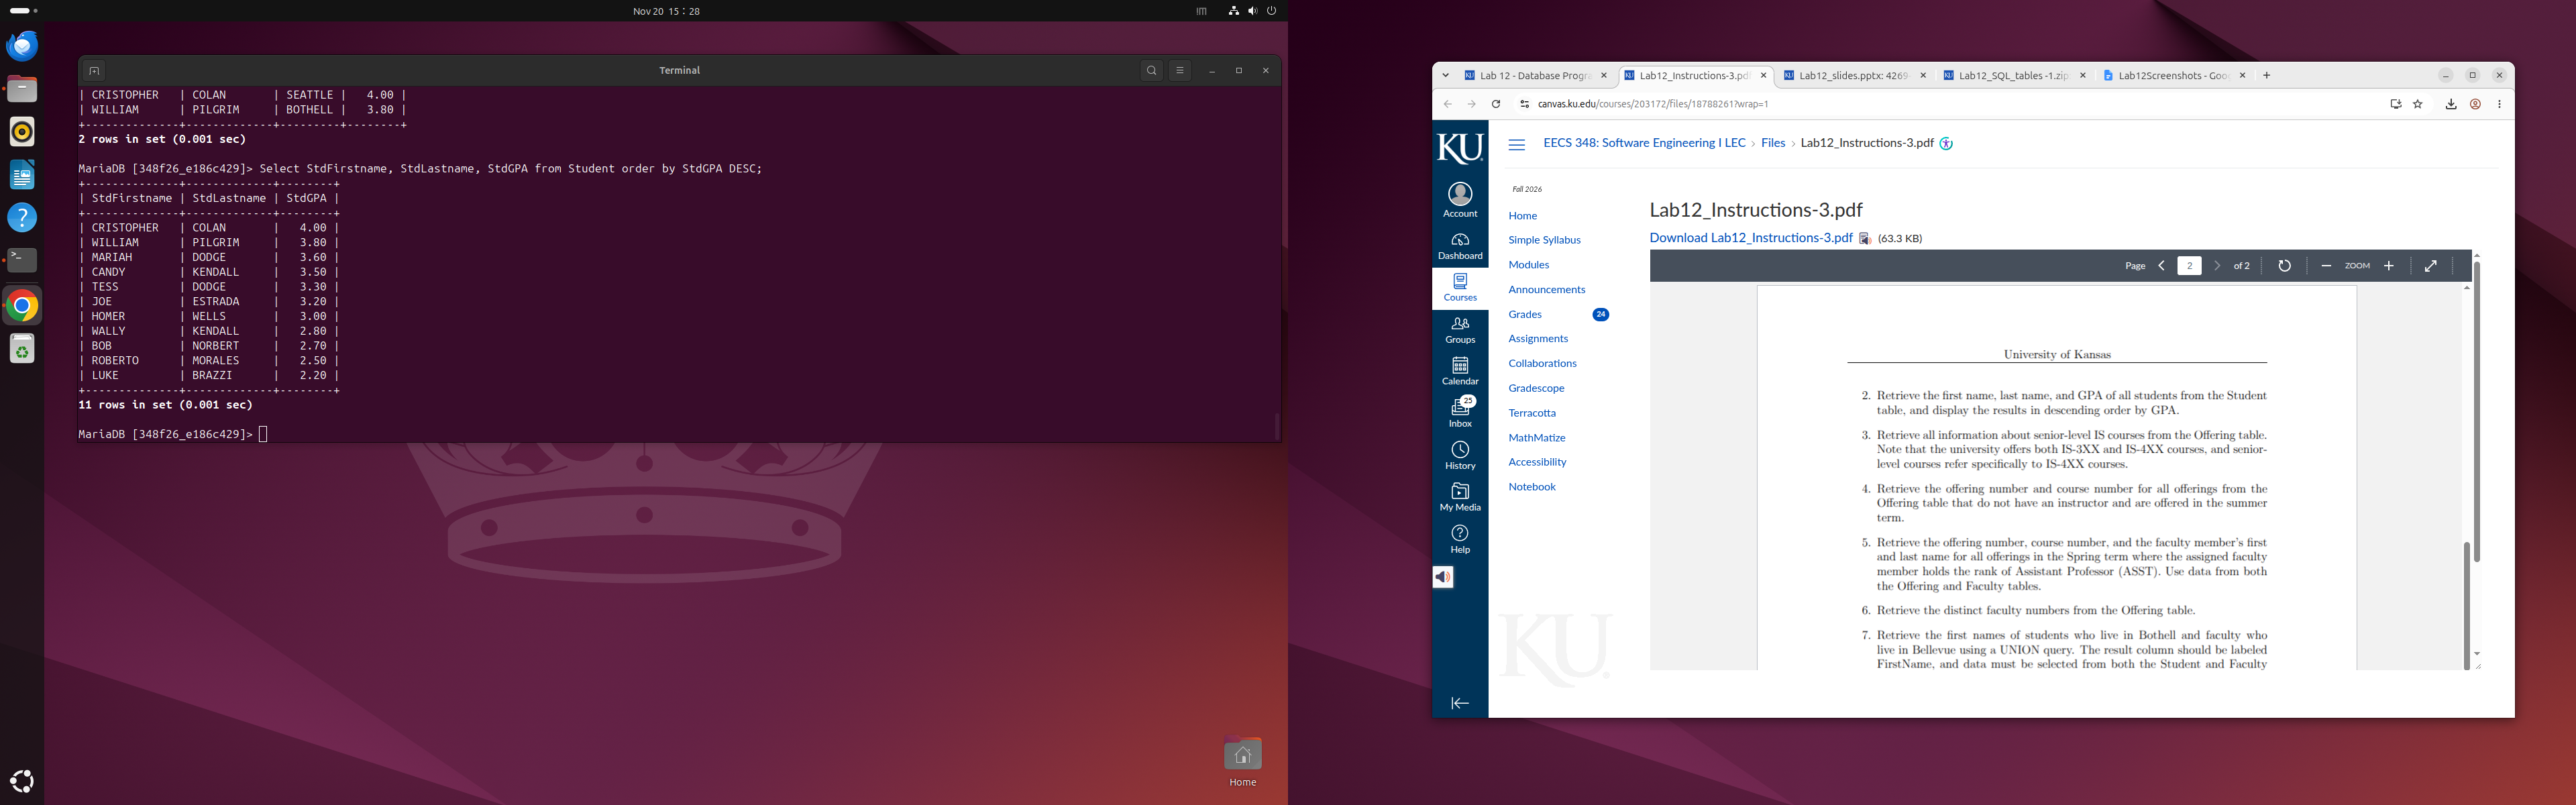 Nov 20 15:28
Terminal
| CRISTOPHER   | COLAN       | SEATTLE |   4.00 |
| WILLIAM      | PILGRIM     | BOTHELL |   3.80 |
+--------------+-------------+---------+--------+
2 rows in set (0.001 sec)
MariaDB [348f26_e186c429]> Select StdFirstname, StdLastname, StdGPA from Student order by StdGPA DESC;
+--------------+-------------+--------+
| StdFirstname | StdLastname | StdGPA |
+--------------+-------------+--------+
| CRISTOPHER   | COLAN       |   4.00 |
| WILLIAM      | PILGRIM     |   3.80 |
| MARIAH       | DODGE       |   3.60 |
| CANDY        | KENDALL     |   3.50 |
| TESS         | DODGE       |   3.30 |
| JOE          | ESTRADA     |   3.20 |
| HOMER        | WELLS       |   3.00 |
| WALLY        | KENDALL     |   2.80 |
| BOB          | NORBERT     |   2.70 |
| ROBERTO      | MORALES     |   2.50 |
| LUKE         | BRAZZI      |   2.20 |
+--------------+-------------+--------+
11 rows in set (0.001 sec)
MariaDB [348f26_e186c429]>
Home
Lab 12 - Database Progra
Lab12_Instructions-3.pdf
Lab12_slides.pptx: 4269
Lab12_SQL_tables -1.zip
Lab12Screenshots - Goo
canvas.ku.edu/courses/203172/files/18788261?wrap=1
KU
Account
Dashboard
Courses
Groups
Calendar
25
Inbox
History
My Media
Help
EECS 348: Software Engineering I LEC > Files > Lab12_Instructions-3.pdf
Fall 2026
Home
Simple Syllabus
Modules
Announcements
Grades 24
Assignments
Collaborations
Gradescope
Terracotta
MathMatize
Accessibility
Notebook
KU
Lab12_Instructions-3.pdf
Download Lab12_Instructions-3.pdf (63.3 KB)
Page 2 of 2 ZOOM
University of Kansas
2. Retrieve the first name, last name, and GPA of all students from the Student
table, and display the results in descending order by GPA.
3. Retrieve all information about senior-level IS courses from the Offering table.
Note that the university offers both IS-3XX and IS-4XX courses, and senior-
level courses refer specifically to IS-4XX courses.
4. Retrieve the offering number and course number for all offerings from the
Offering table that do not have an instructor and are offered in the summer
term.
5. Retrieve the offering number, course number, and the faculty member's first
and last name for all offerings in the Spring term where the assigned faculty
member holds the rank of Assistant Professor (ASST). Use data from both
the Offering and Faculty tables.
6. Retrieve the distinct faculty numbers from the Offering table.
7. Retrieve the first names of students who live in Bothell and faculty who
live in Bellevue using a UNION query. The result column should be labeled
FirstName, and data must be selected from both the Student and Faculty